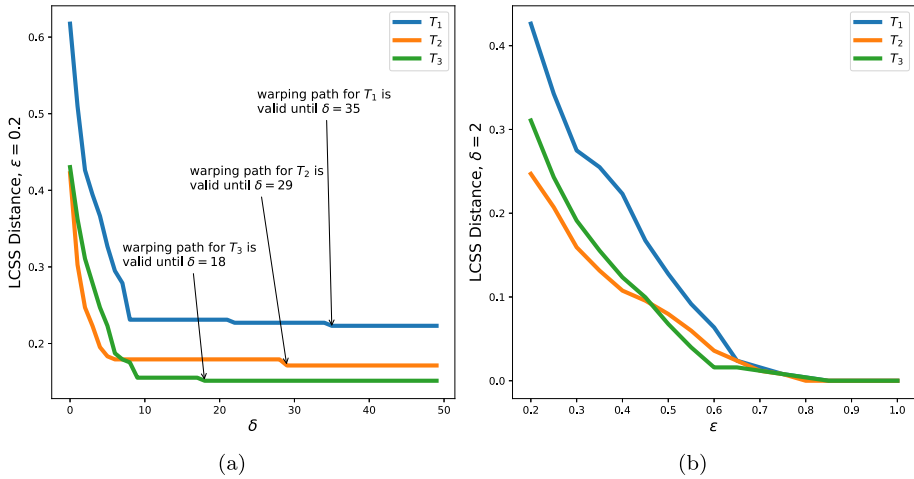 LCSS Distance, ε = 0.2
0.6
0.5
0.4
0.3
0.2
T₁
T₂
T₃
warping path for T₁ is
valid until δ = 35
warping path for T₂ is
valid until δ = 29
warping path for T₃ is
valid until δ = 18
0 10 20 30 40 50
δ
(a)
LCSS Distance, δ = 2
0.4
0.3
0.2
0.1
0.0
T₁
T₂
T₃
0.2 0.3 0.4 0.5 0.6 0.7 0.8 0.9 1.0
ε
(b)